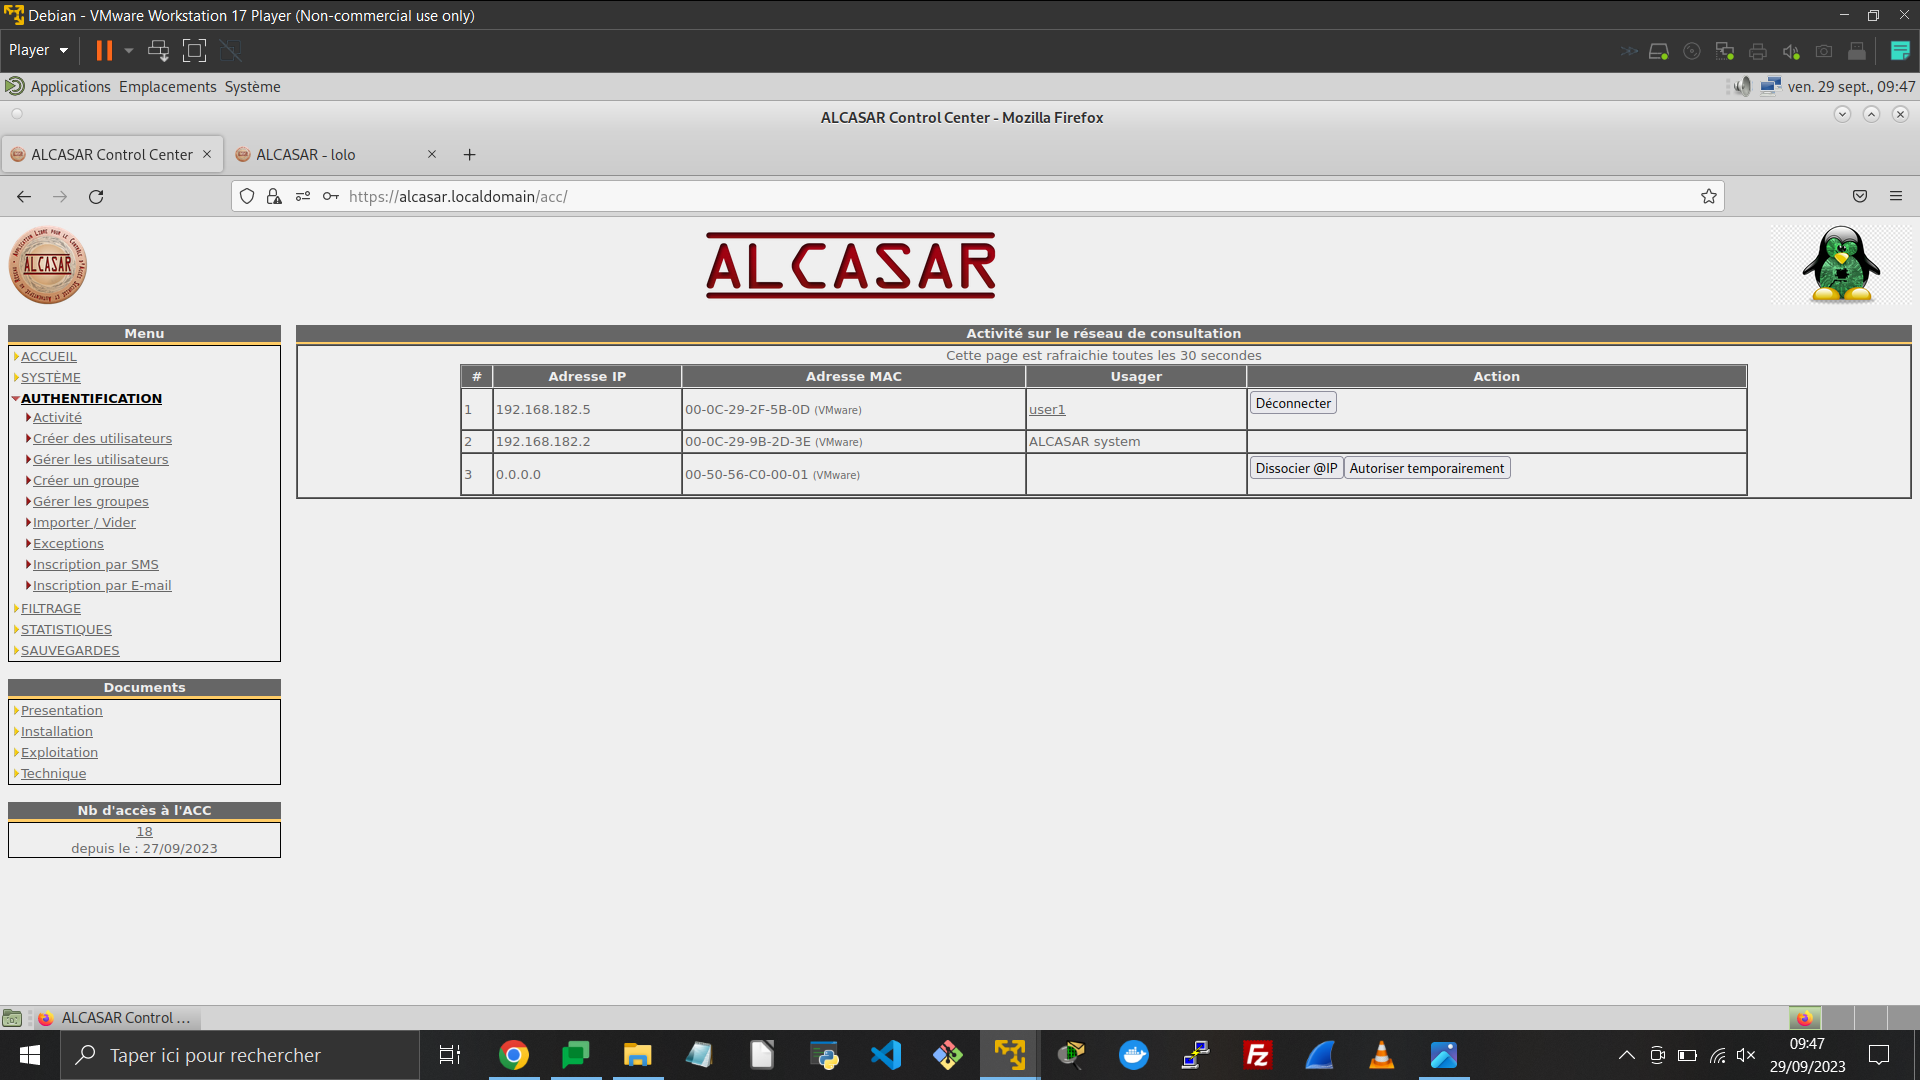 Debian - VMware Workstation 17 Player (Non-commercial use only)
Player
Applications Emplacements Système
ven. 29 sept., 09:47
ALCASAR Control Center - Mozilla Firefox
ALCASAR Control Center
ALCASAR - lolo
https://alcasar.localdomain/acc/
ALCASAR
ALCASAR
Menu
ACCUEIL
SYSTÈME
AUTHENTIFICATION
Activité
Créer des utilisateurs
Gérer les utilisateurs
Créer un groupe
Gérer les groupes
Importer / Vider
Exceptions
Inscription par SMS
Inscription par E-mail
FILTRAGE
STATISTIQUES
SAUVEGARDES
Documents
Presentation
Installation
Exploitation
Technique
Nb d'accès à l'ACC
18
depuis le : 27/09/2023
Activité sur le réseau de consultation
Cette page est rafraichie toutes les 30 secondes
# Adresse IP Adresse MAC Usager Action
1 192.168.182.5 00-0C-29-2F-5B-0D (VMware) user1 Déconnecter
2 192.168.182.2 00-0C-29-9B-2D-3E (VMware) ALCASAR system
3 0.0.0.0 00-50-56-C0-00-01 (VMware) Dissocier @IP Autoriser temporairement
ALCASAR Control ...
Taper ici pour rechercher
09:47
29/09/2023